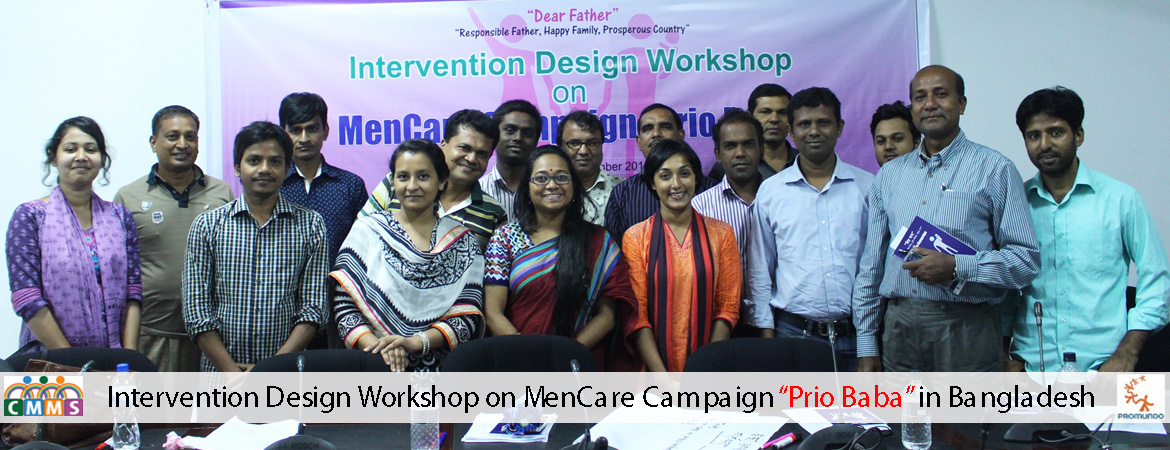 “Dear Father”
“Responsible Father, Happy Family, Prosperous Country”
Intervention Design Workshop
on
CMMS
Intervention Design Workshop on MenCare Campaign “Prio Baba” in Bangladesh
PROMUNDO
BOSCH